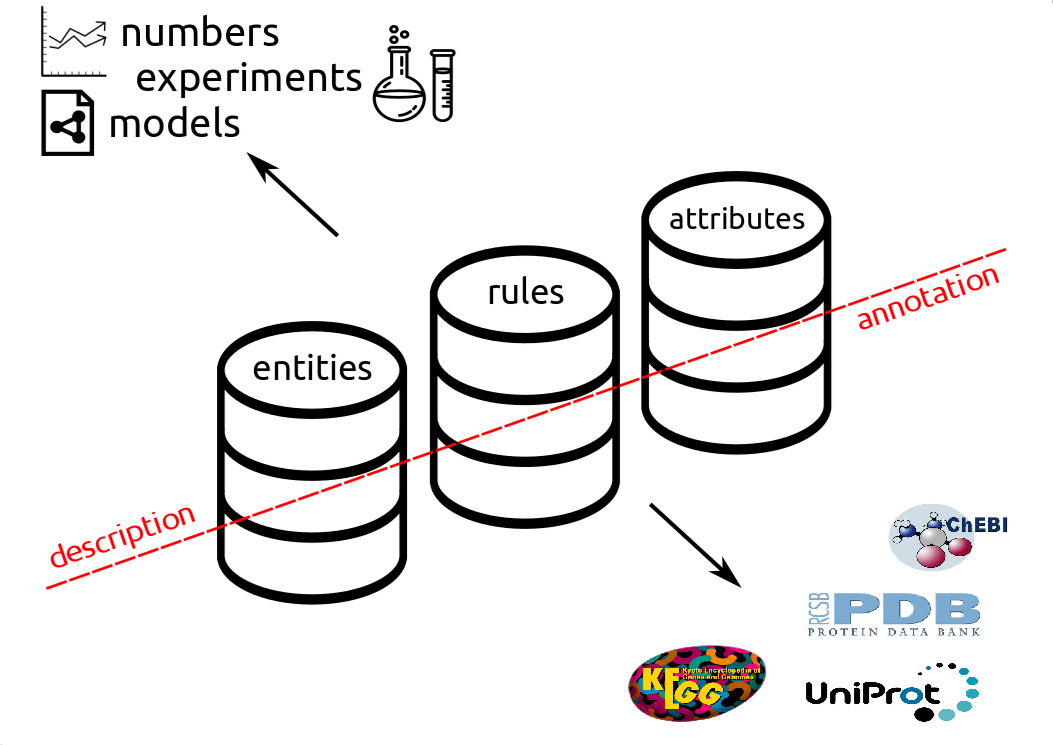 numbers
experiments
models
attributes
rules
entities
annotation
description
ChEBI
RCSB
PDB
PROTEIN DATA BANK
KEGG
Kyoto Encyclopedia of
Genes and Genomes
UniProt